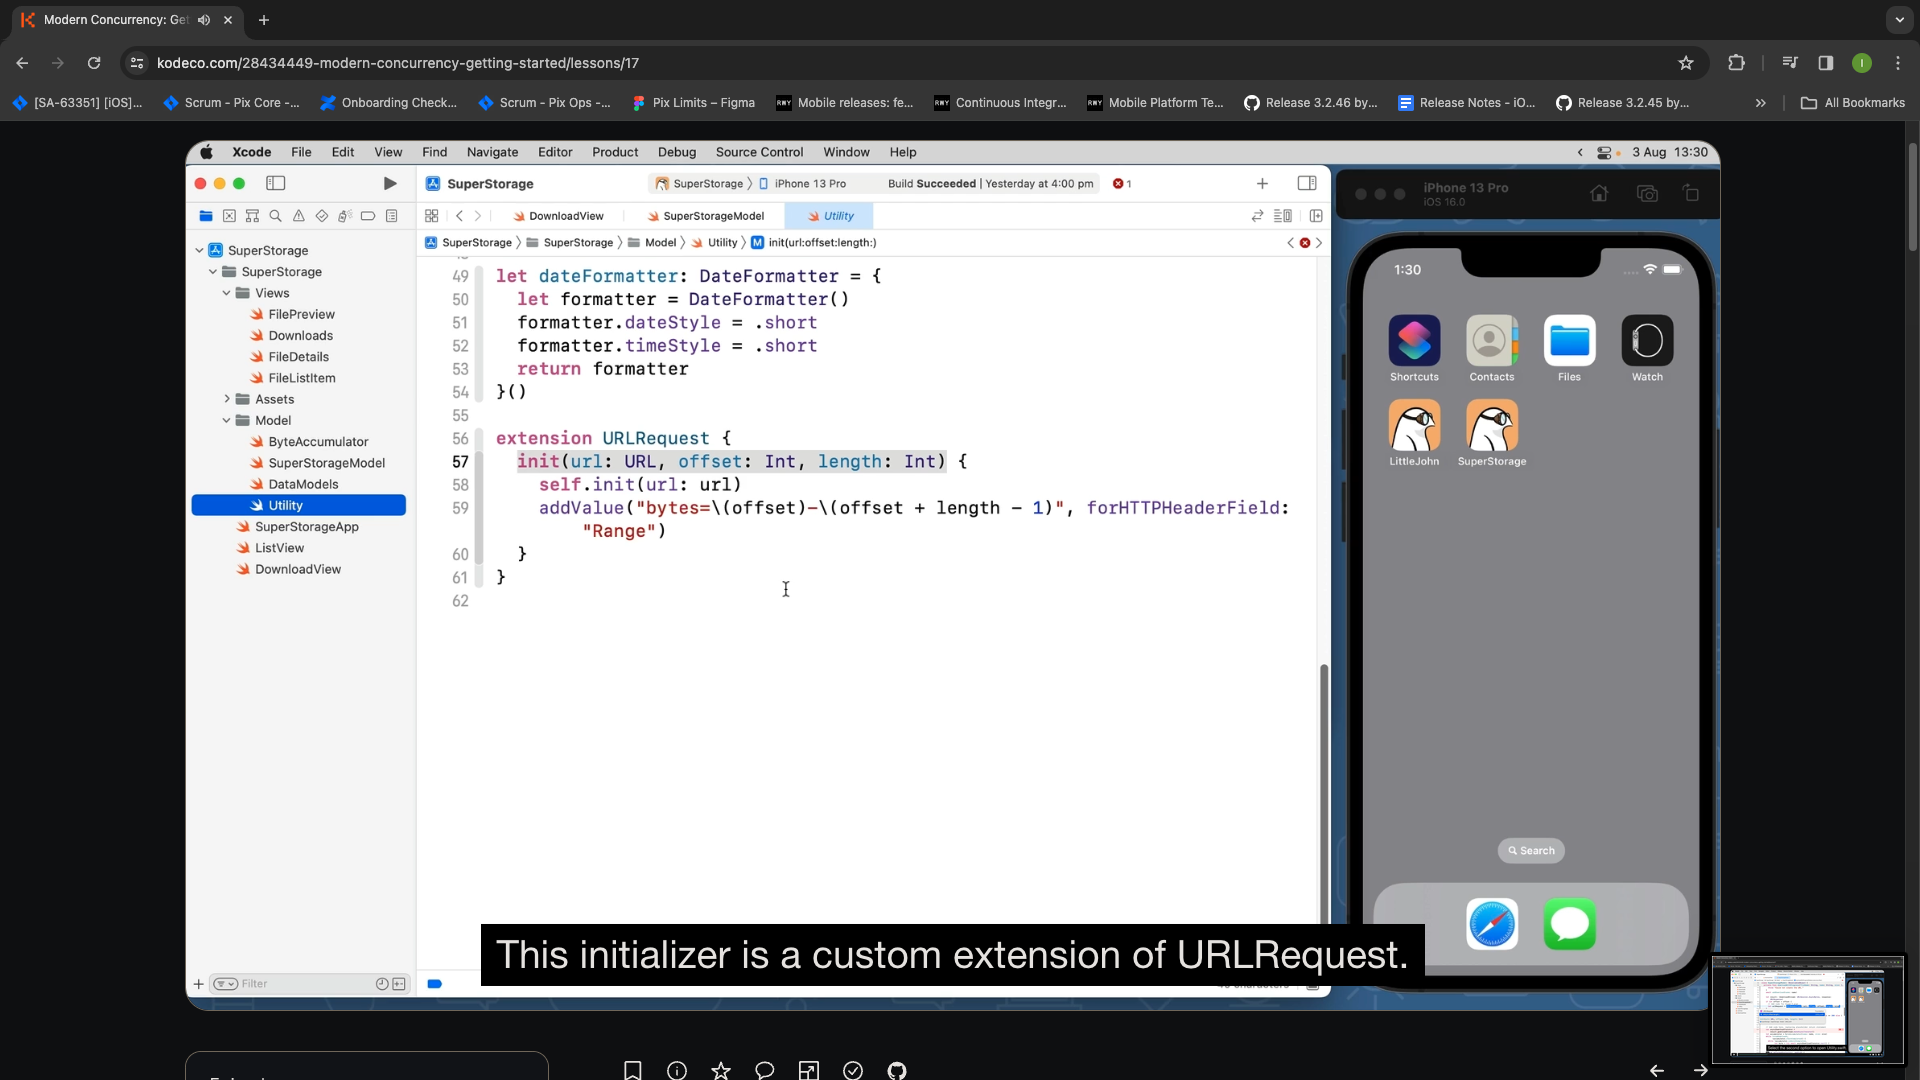 Modern Concurrency: Get
kodeco.com/28434449-modern-concurrency-getting-started/lessons/17
[SA-63351] [iOS]...
Scrum - Pix Core -...
Onboarding Check...
Scrum - Pix Ops -...
Pix Limits – Figma
Mobile releases: fe...
Continuous Integr...
Mobile Platform Te...
Release 3.2.46 by...
Release Notes - iO...
Release 3.2.45 by...
All Bookmarks
Xcode File Edit View Find Navigate Editor Product Debug Source Control Window Help
3 Aug 13:30
SuperStorage
SuperStorage
iPhone 13 Pro
Build Succeeded | Yesterday at 4:00 pm
1
iPhone 13 Pro
iOS 16.0
DownloadView
SuperStorageModel
Utility
SuperStorage
SuperStorage
Model
Utility
M init(url:offset:length:)
SuperStorage
SuperStorage
Views
FilePreview
Downloads
FileDetails
FileListItem
Assets
Model
ByteAccumulator
SuperStorageModel
DataModels
Utility
SuperStorageApp
ListView
DownloadView
Filter
49 let dateFormatter: DateFormatter = {
50 let formatter = DateFormatter()
51 formatter.dateStyle = .short
52 formatter.timeStyle = .short
53 return formatter
54 }()
55
56 extension URLRequest {
57 init(url: URL, offset: Int, length: Int) {
58 self.init(url: url)
59 addValue("bytes=\(offset)-\(offset + length - 1)", forHTTPHeaderField:
"Range")
60 }
61 }
62
1:30
Shortcuts
Contacts
Files
Watch
LittleJohn
SuperStorage
Search
This initializer is a custom extension of URLRequest.